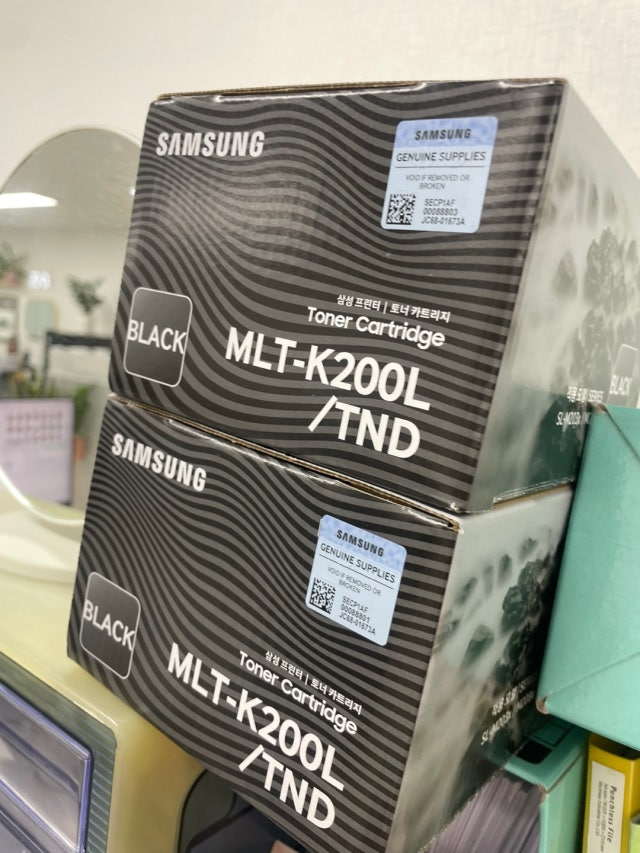 SAMSUNG
SAMSUNG
GENUINE SUPPLIES
VOID IF REMOVED OR
BROKEN
SECP1AF
00088803
JC68-01673A
삼성 프린터 | 토너 카트리지
Toner Cartridge
BLACK
MLT-K200L
/TND
BLACK
SAMSUNG
SAMSUNG
GENUINE SUPPLIES
VOID IF REMOVED OR
BROKEN
SECP1AF
00088801
JC68-01673A
삼성 프린터 | 토너 카트리지
Toner Cartridge
BLACK
MLT-K200L
/TND
Punchless File